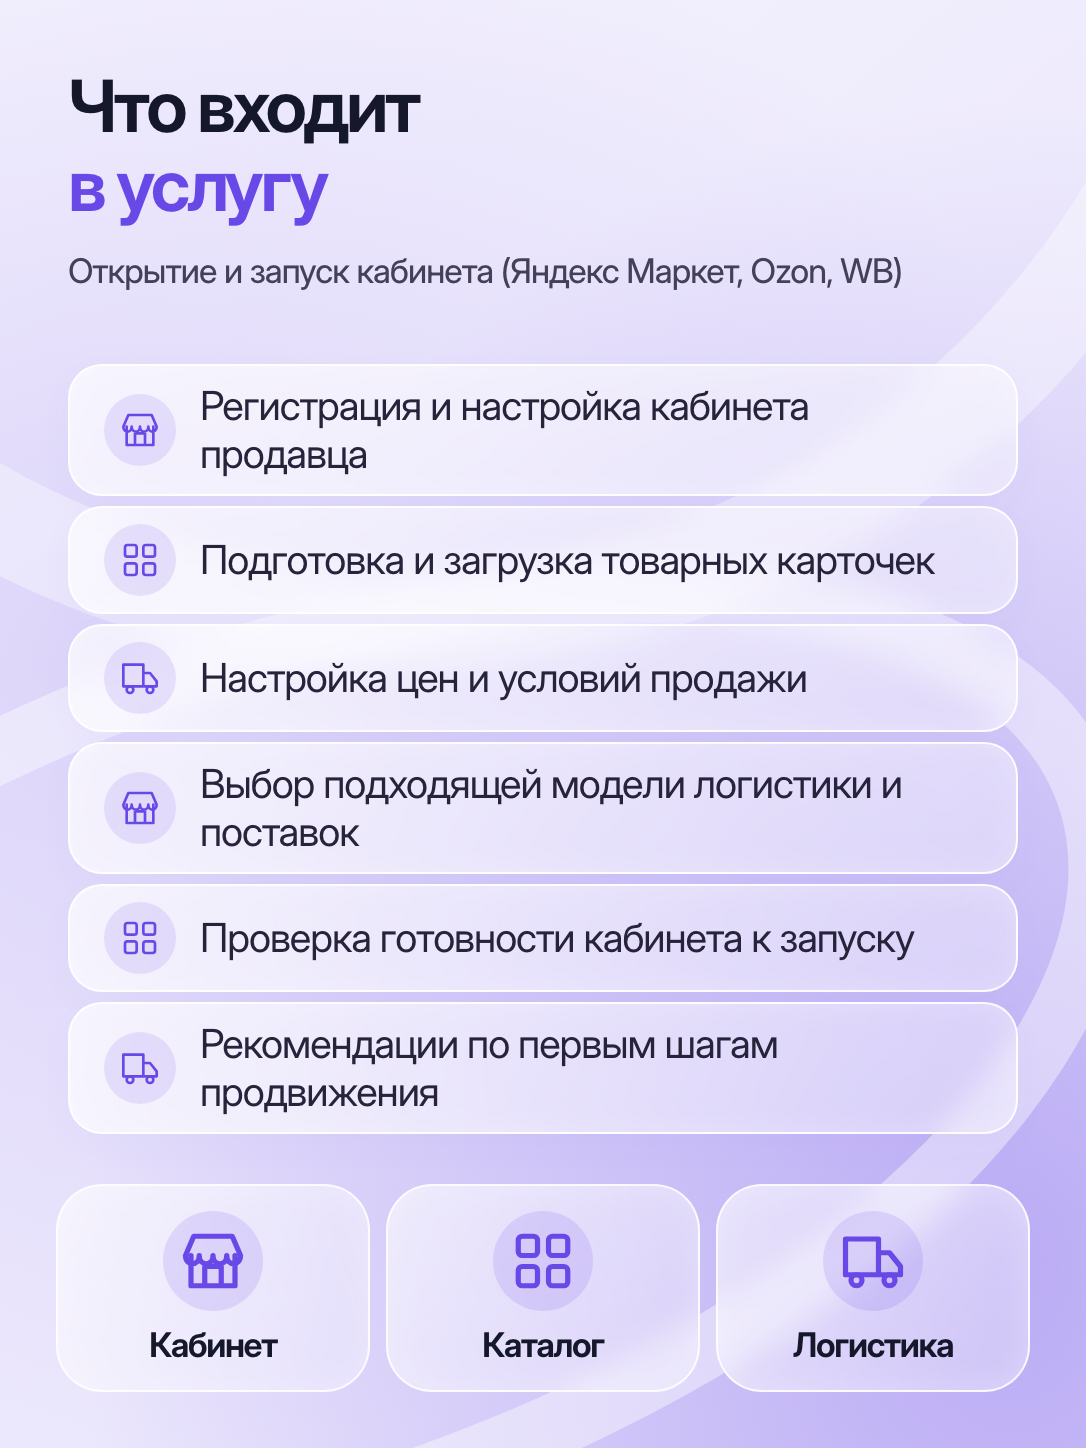 Что входит
в услугу
Открытие и запуск кабинета (Яндекс Маркет, Ozon, WB)
Регистрация и настройка кабинета
продавца
Подготовка и загрузка товарных карточек
Настройка цен и условий продажи
Выбор подходящей модели логистики и
поставок
Проверка готовности кабинета к запуску
Рекомендации по первым шагам
продвижения
Кабинет
Каталог
Логистика